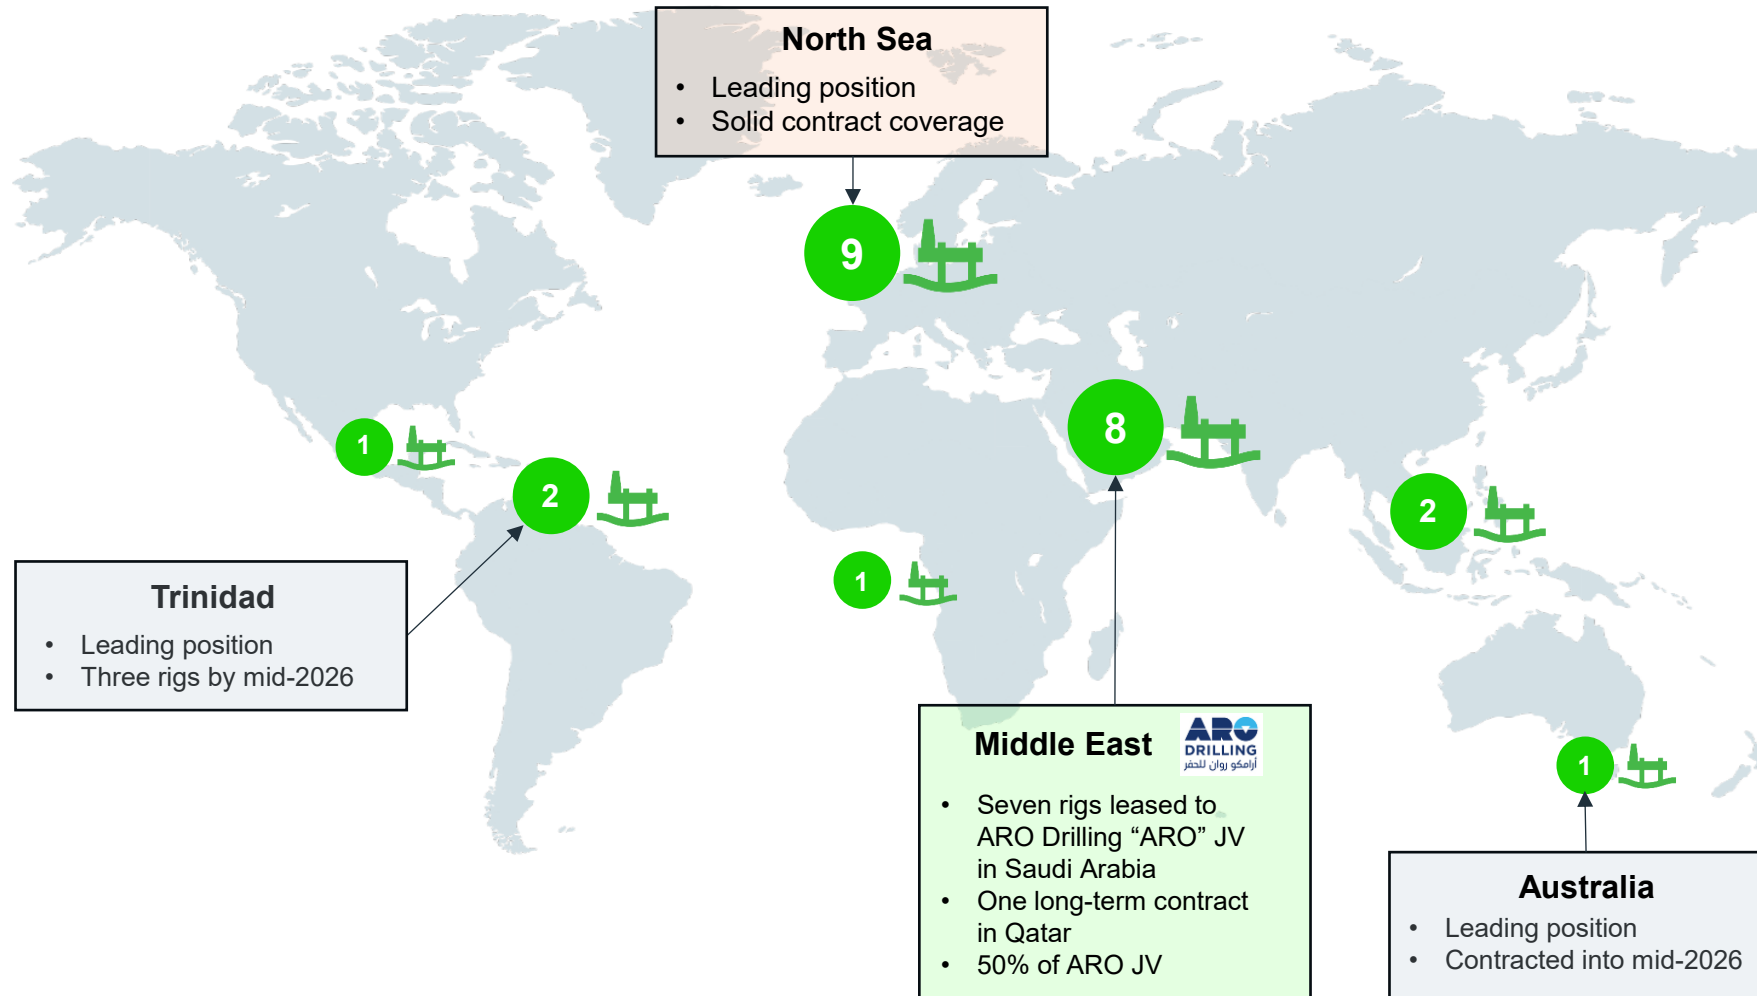 North Sea
• Leading position
• Solid contract coverage
9
8
1
2
2
1
1
Trinidad
• Leading position
• Three rigs by mid-2026
Middle East
ARO
DRILLING
أرامكو روان للحفر
• Seven rigs leased to
ARO Drilling “ARO” JV
in Saudi Arabia
• One long-term contract
in Qatar
• 50% of ARO JV
Australia
• Leading position
• Contracted into mid-2026